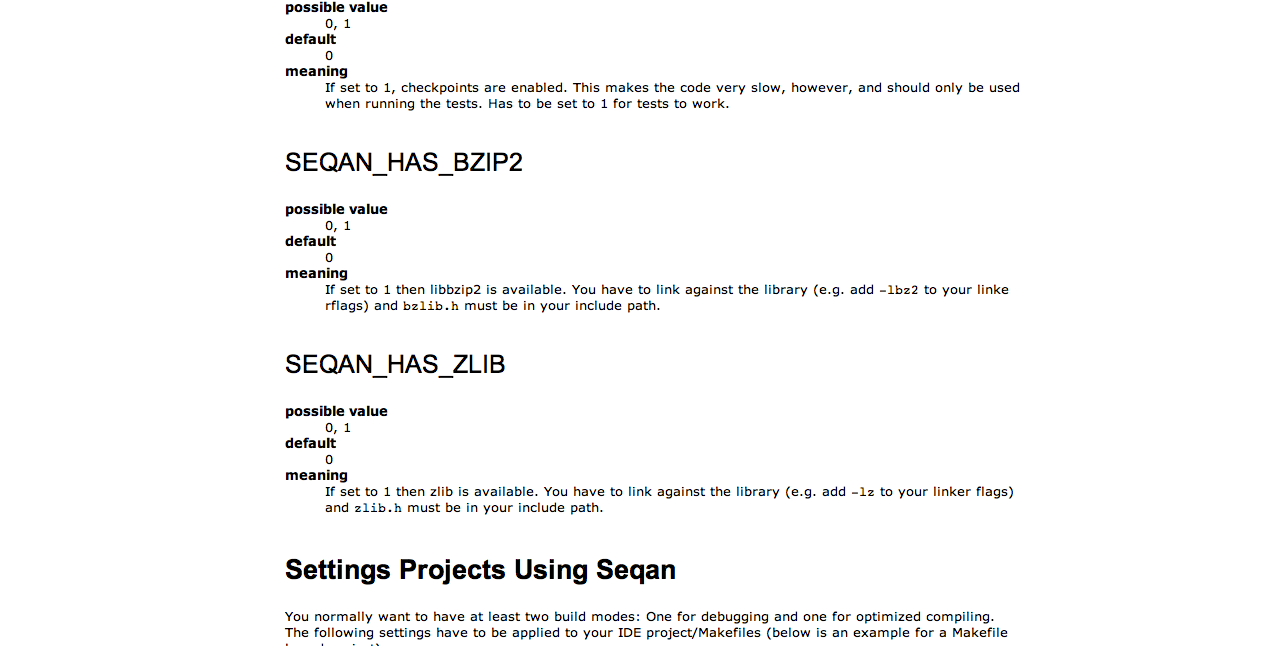 possible value
0, 1
default
0
meaning
If set to 1, checkpoints are enabled. This makes the code very slow, however, and should only be used
when running the tests. Has to be set to 1 for tests to work.
SEQAN_HAS_BZIP2
possible value
0, 1
default
0
meaning
If set to 1 then libbzip2 is available. You have to link against the library (e.g. add -lbz2 to your linke
rflags) and bzlib.h must be in your include path.
SEQAN_HAS_ZLIB
possible value
0, 1
default
0
meaning
If set to 1 then zlib is available. You have to link against the library (e.g. add -lz to your linker flags)
and zlib.h must be in your include path.
Settings Projects Using Seqan
You normally want to have at least two build modes: One for debugging and one for optimized compiling.
The following settings have to be applied to your IDE project/Makefiles (below is an example for a Makefile